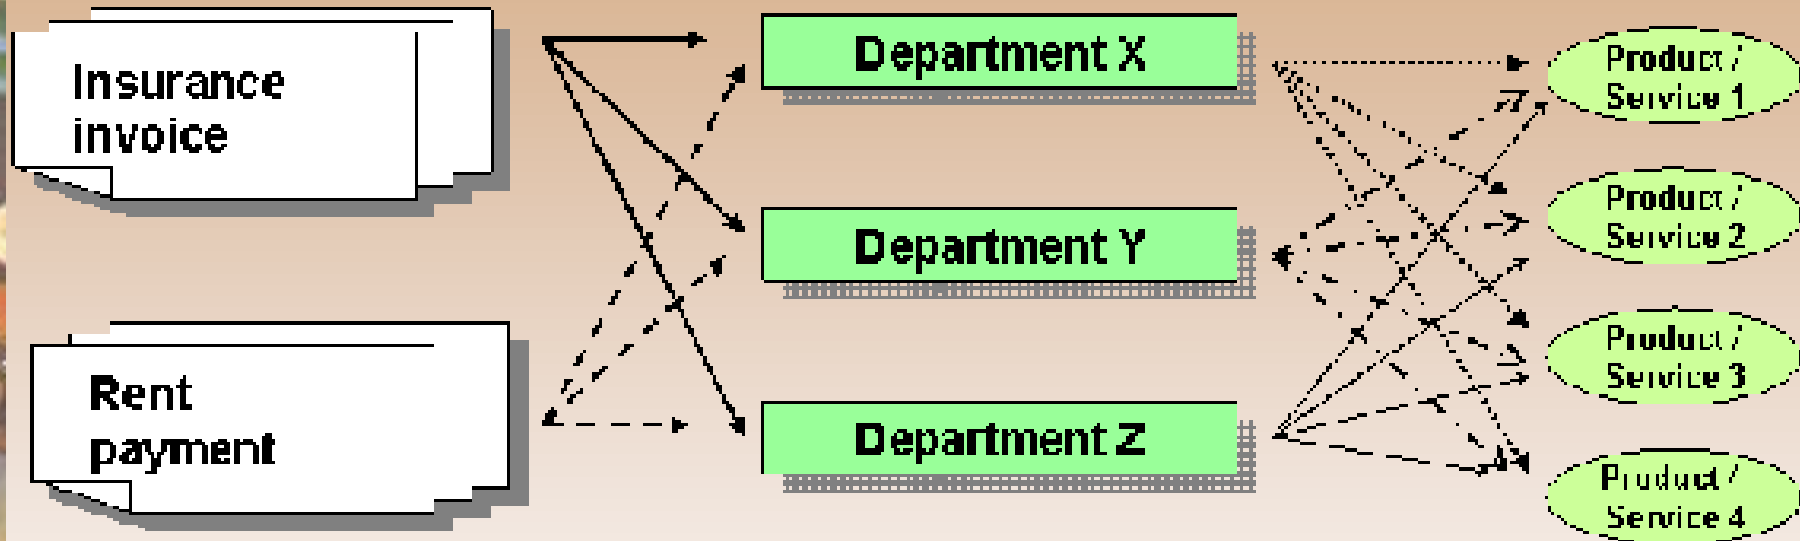 Insurance
invoice
Rent
payment
Department X
Department Y
Department Z
Product /
Service 1
Product /
Service 2
Product /
Service 3
Product /
Service 4